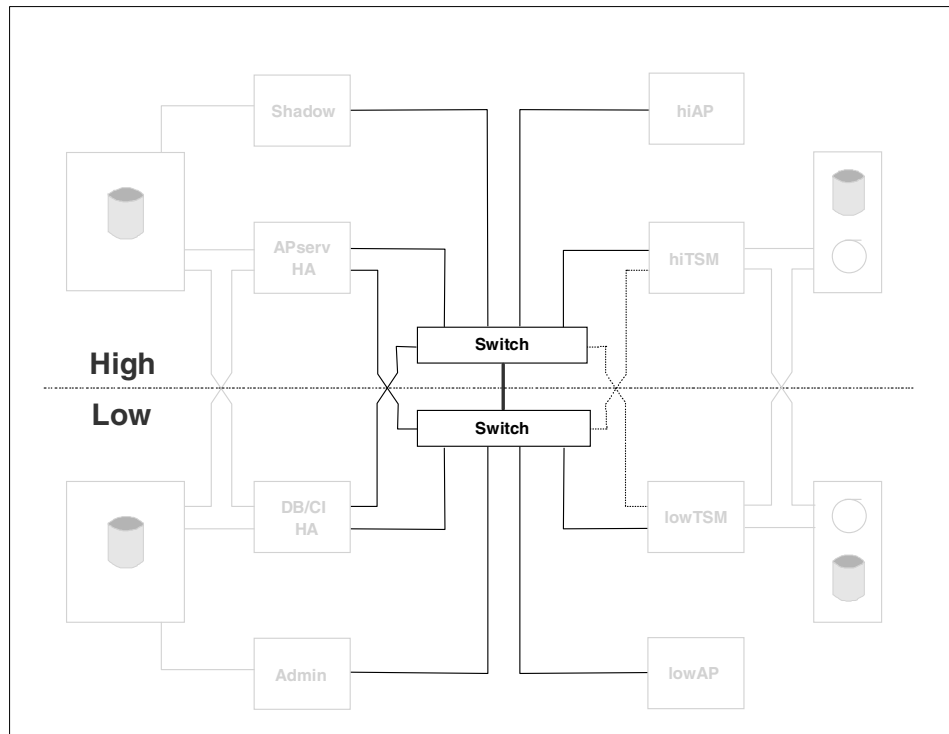 Shadow
hiAP
APserv
HA
hiTSM
Switch
High
Low
Switch
DB/CI
HA
lowTSM
Admin
lowAP